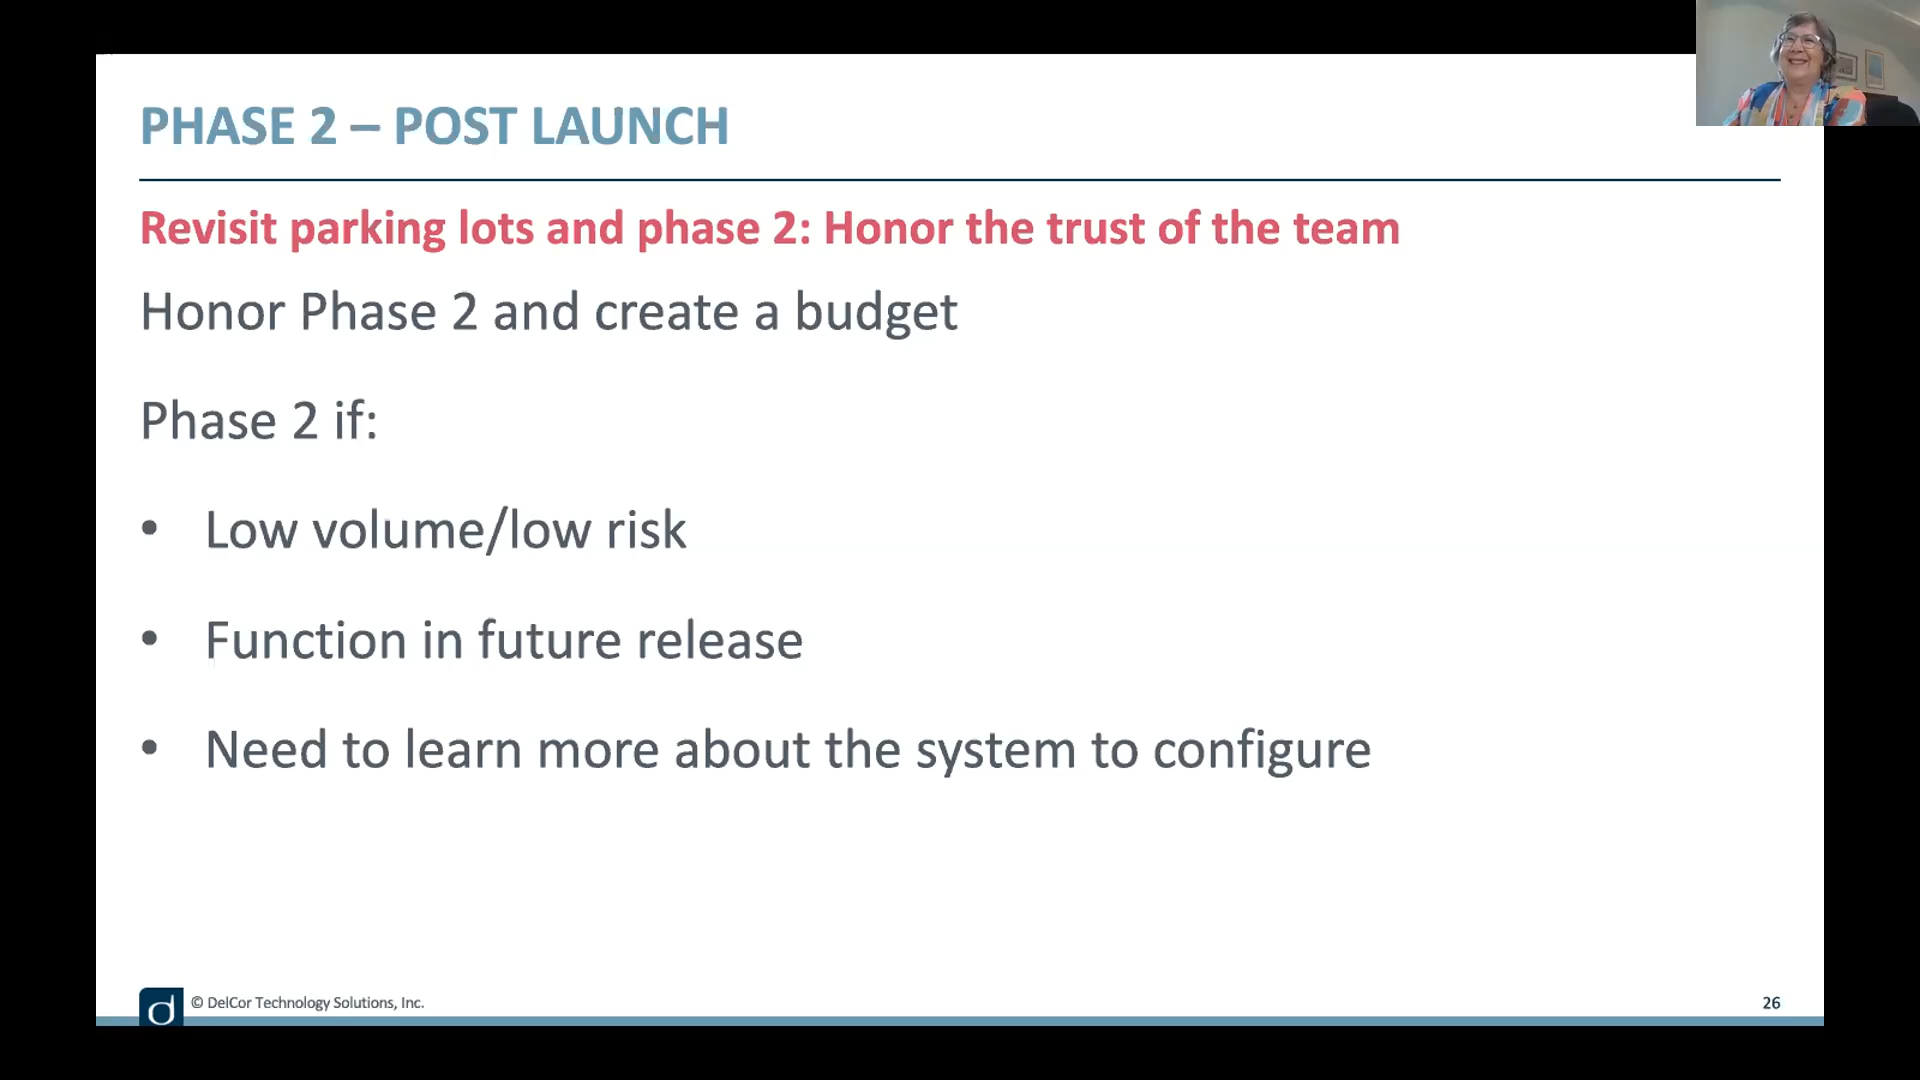 PHASE 2 – POST LAUNCH
Revisit parking lots and phase 2: Honor the trust of the team
Honor Phase 2 and create a budget
Phase 2 if:
• Low volume/low risk
• Function in future release
• Need to learn more about the system to configure
d © DelCor Technology Solutions, Inc.
26